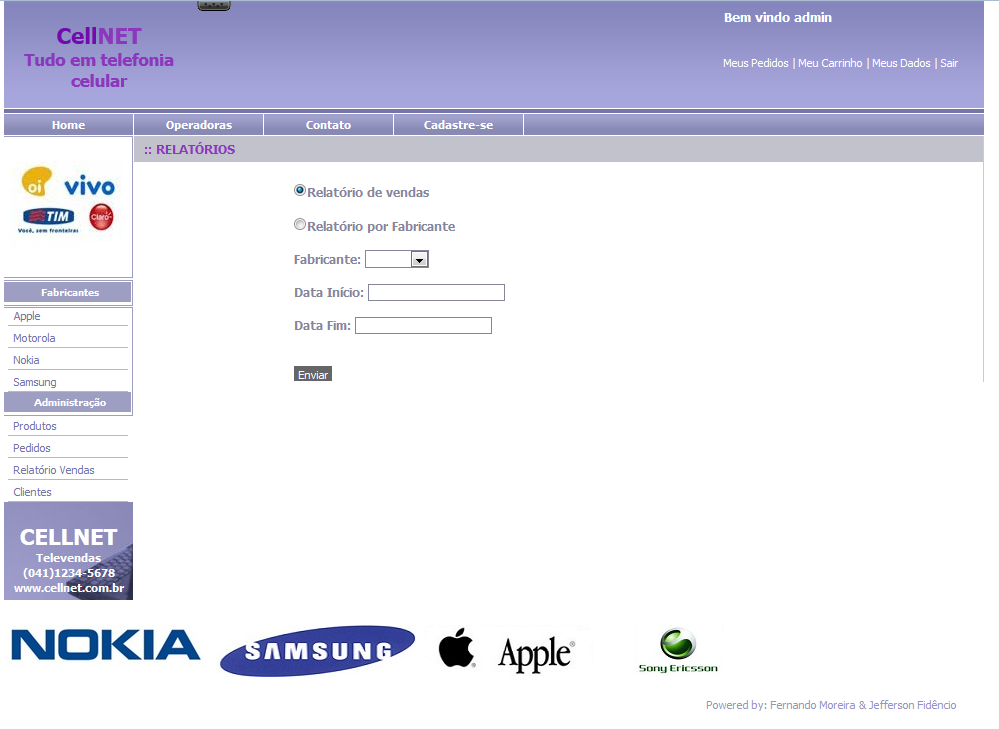 CellNET
Tudo em telefonia
celular
Bem vindo admin
Meus Pedidos | Meu Carrinho | Meus Dados | Sair
Home
Operadoras
Contato
Cadastre-se
:: RELATÓRIOS
oi
vivo
TIM
Você, sem fronteiras
Claro
Fabricantes
Apple
Motorola
Nokia
Samsung
Administração
Produtos
Pedidos
Relatório Vendas
Clientes
CELLNET
Televendas
(041)1234-5678
www.cellnet.com.br
Relatório de vendas
Relatório por Fabricante
Fabricante:
Data Início:
Data Fim:
Enviar
NOKIA
SAMSUNG
Apple®
Sony Ericsson
Powered by: Fernando Moreira & Jefferson Fidêncio